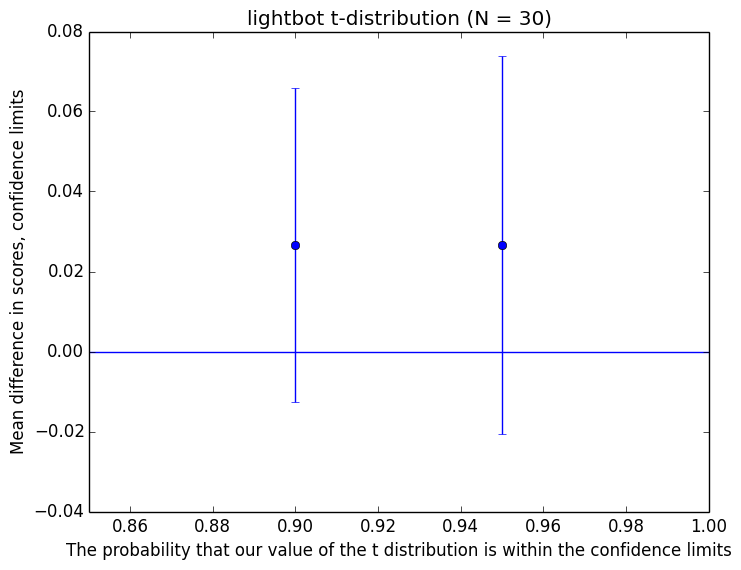 lightbot t-distribution (N = 30)
Mean difference in scores, confidence limits
0.08
0.06
0.04
0.02
0.00
−0.02
−0.04
0.86 0.88 0.90 0.92 0.94 0.96 0.98 1.00
The probability that our value of the t distribution is within the confidence limits